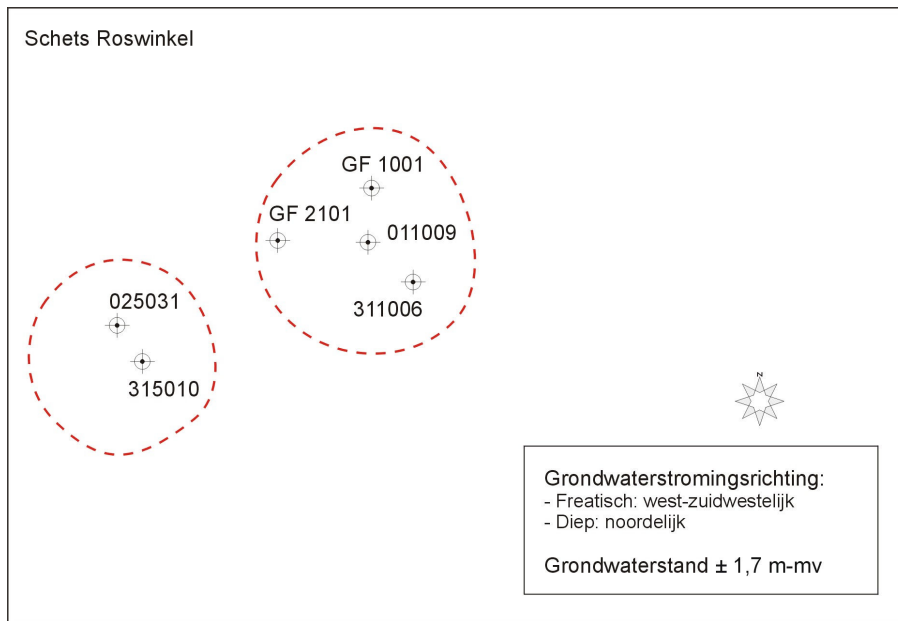 Schets Roswinkel
GF 1001
GF 2101
011009
311006
025031
315010
N
Grondwaterstromingsrichting:
- Freatisch: west-zuidwestelijk
- Diep: noordelijk
Grondwaterstand ± 1,7 m-mv